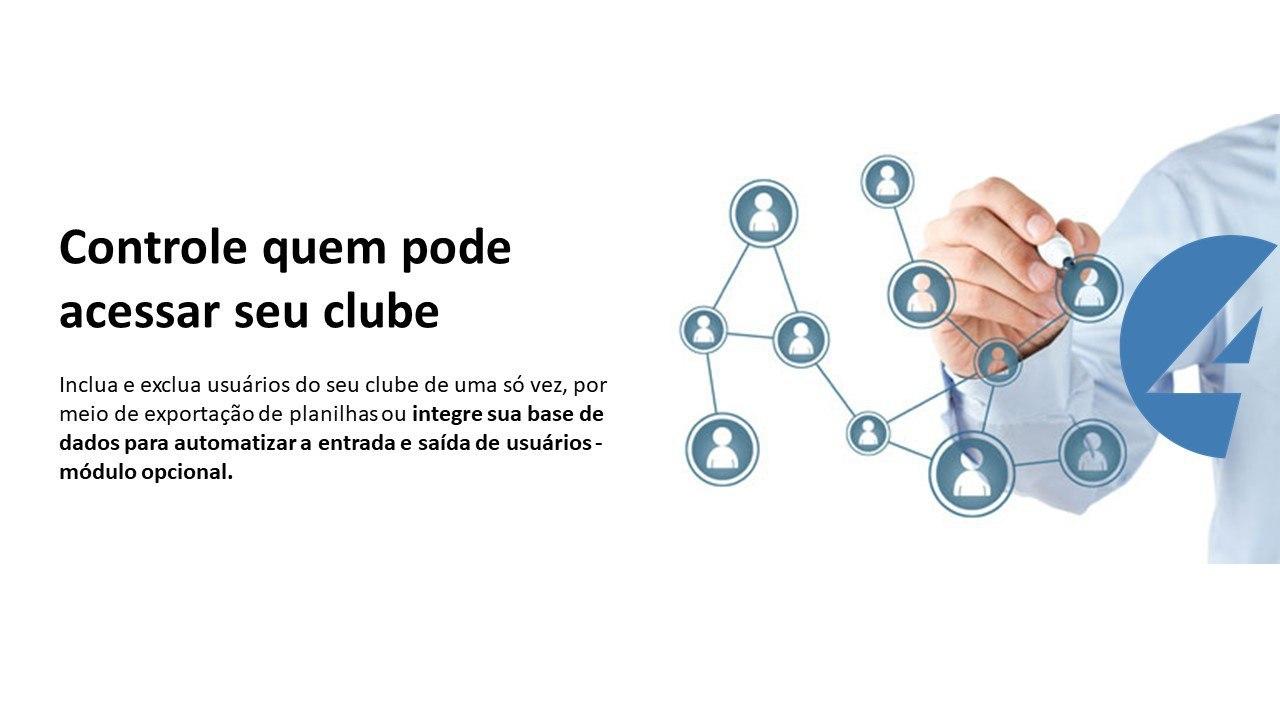 Controle quem pode
acessar seu clube
Inclua e exclua usuários do seu clube de uma só vez, por
meio de exportação de planilhas ou integre sua base de
dados para automatizar a entrada e saída de usuários -
módulo opcional.